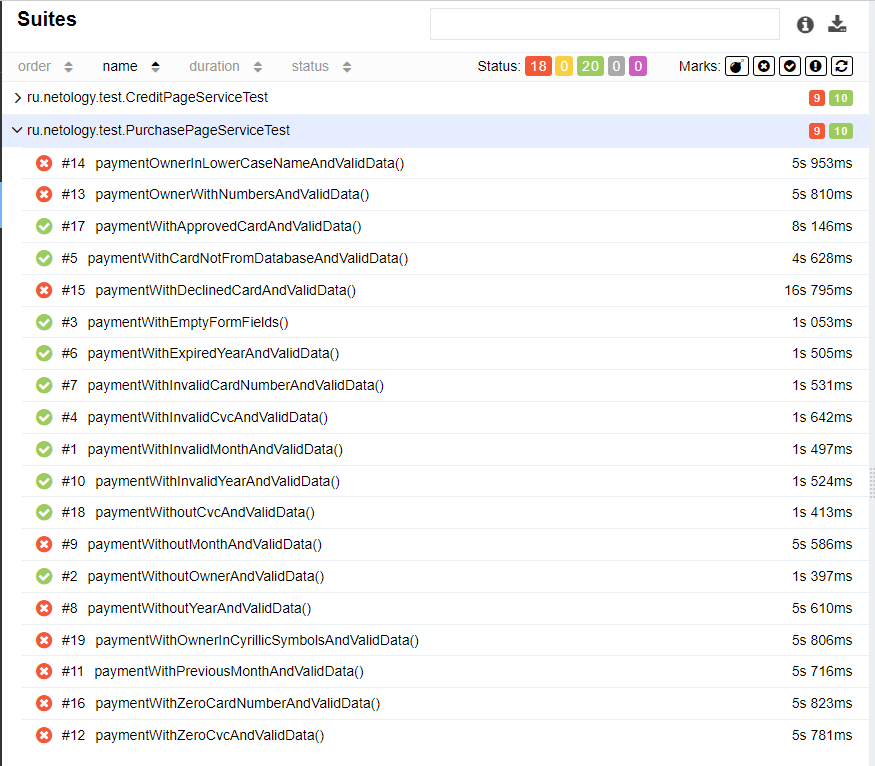 Suites
order name duration status Status: 18 0 20 0 0 Marks:
ru.netology.test.CreditPageServiceTest 9 10
ru.netology.test.PurchasePageServiceTest 9 10
#14 paymentOwnerInLowerCaseNameAndValidData() 5s 953ms
#13 paymentOwnerWithNumbersAndValidData() 5s 810ms
#17 paymentWithApprovedCardAndValidData() 8s 146ms
#5 paymentWithCardNotFromDatabaseAndValidData() 4s 628ms
#15 paymentWithDeclinedCardAndValidData() 16s 795ms
#3 paymentWithEmptyFormFields() 1s 053ms
#6 paymentWithExpiredYearAndValidData() 1s 505ms
#7 paymentWithInvalidCardNumberAndValidData() 1s 531ms
#4 paymentWithInvalidCvcAndValidData() 1s 642ms
#1 paymentWithInvalidMonthAndValidData() 1s 497ms
#10 paymentWithInvalidYearAndValidData() 1s 524ms
#18 paymentWithoutCvcAndValidData() 1s 413ms
#9 paymentWithoutMonthAndValidData() 5s 586ms
#2 paymentWithoutOwnerAndValidData() 1s 397ms
#8 paymentWithoutYearAndValidData() 5s 610ms
#19 paymentWithOwnerInCyrillicSymbolsAndValidData() 5s 806ms
#11 paymentWithPreviousMonthAndValidData() 5s 716ms
#16 paymentWithZeroCardNumberAndValidData() 5s 823ms
#12 paymentWithZeroCvcAndValidData() 5s 781ms